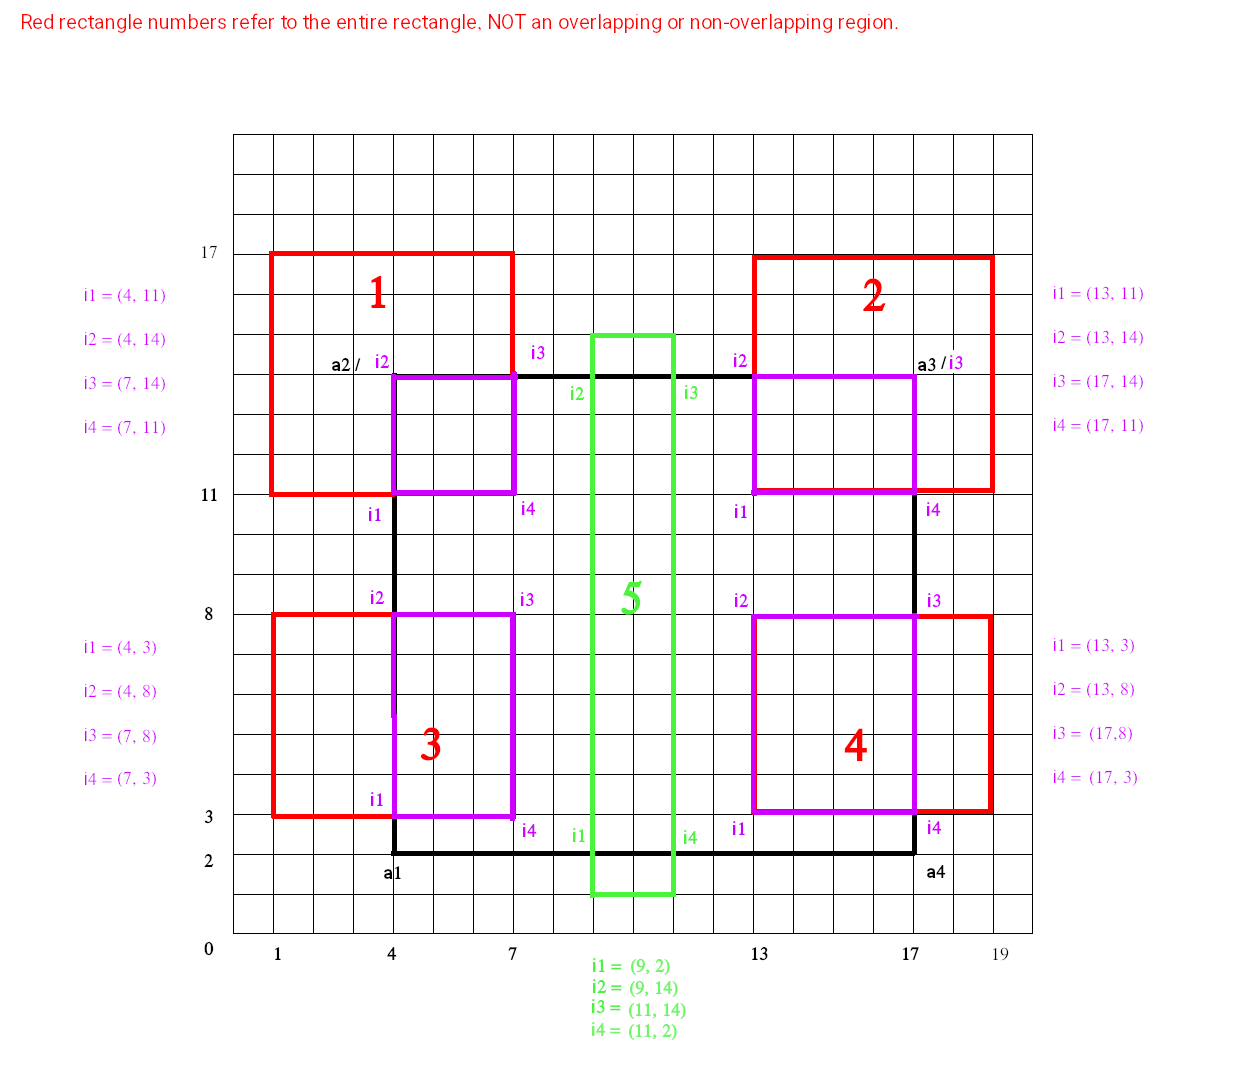 Red rectangle numbers refer to the entire rectangle, NOT an overlapping or non-overlapping region.
17
1
2
i1 = (4, 11)
i1 = (13, 11)
i2 = (4, 14)
i2 = (13, 14)
i3
a2 / i2
i2
a3 / i3
i3 = (7, 14)
i3 = (17, 14)
i2
i3
i4 = (7, 11)
i4 = (17, 11)
11
i1
i4
i1
i4
5
i2
i3
i2
i3
8
i1 = (4, 3)
i1 = (13, 3)
i2 = (4, 8)
i2 = (13, 8)
i3 = (7, 8)
i3 = (17,8)
3
4
i4 = (7, 3)
i4 = (17, 3)
i1
3
i4
i1
i4
i1
i4
2
a1
a4
0
1
4
7
13
17
19
i1 = (9, 2)
i2 = (9, 14)
i3 = (11, 14)
i4 = (11, 2)